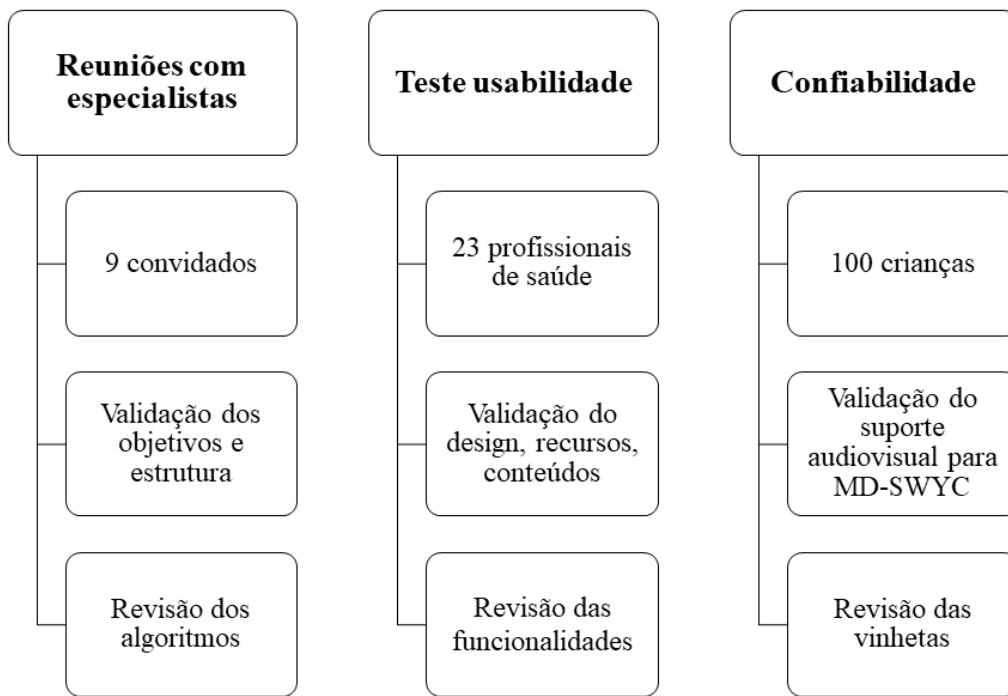 Reuniões com
especialistas
9 convidados
Validação dos
objetivos e
estrutura
Revisão dos
algoritmos
Teste usabilidade
23 profissionais
de saúde
Validação do
design, recursos,
conteúdos
Revisão das
funcionalidades
Confiabilidade
100 crianças
Validação do
suporte
audiovisual para
MD-SWYC
Revisão das
vinhetas